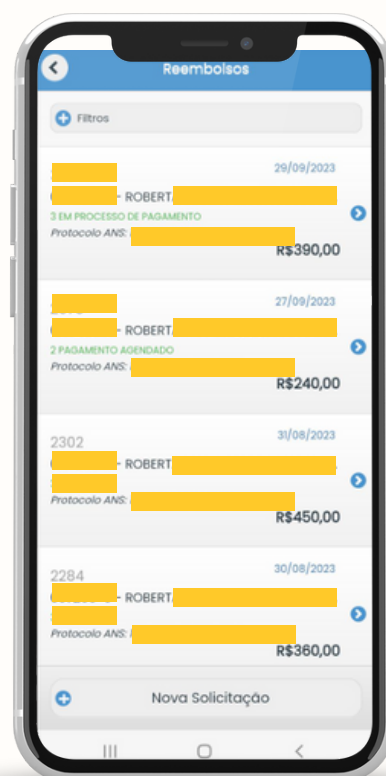 Reembolsos
Filtros
29/09/2023
- ROBERT
3 EM PROCESSO DE PAGAMENTO
Protocolo ANS:
R$390,00
27/09/2023
- ROBERT
2 PAGAMENTO AGENDADO
Protocolo ANS:
R$240,00
2302
31/08/2023
- ROBERT
Protocolo ANS:
R$450,00
2284
30/08/2023
- ROBERT
Protocolo ANS:
R$360,00
Nova Solicitação